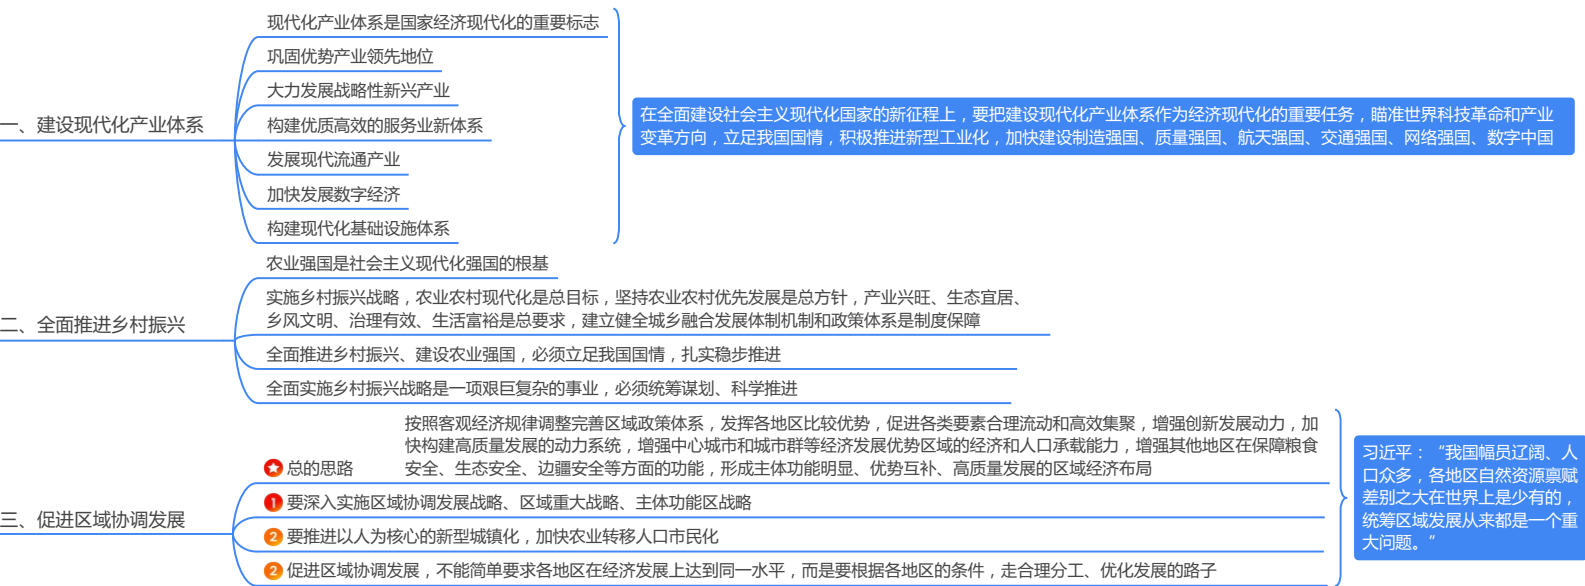 一、建设现代化产业体系
现代化产业体系是国家经济现代化的重要标志
巩固优势产业领先地位
大力发展战略性新兴产业
构建优质高效的服务业新体系
发展现代流通产业
加快发展数字经济
构建现代化基础设施体系
在全面建设社会主义现代化国家的新征程上，要把建设现代化产业体系作为经济现代化的重要任务，瞄准世界科技革命和产业
变革方向，立足我国国情，积极推进新型工业化，加快建设制造强国、质量强国、航天强国、交通强国、网络强国、数字中国
二、全面推进乡村振兴
农业强国是社会主义现代化强国的根基
实施乡村振兴战略，农业农村现代化是总目标，坚持农业农村优先发展是总方针，产业兴旺、生态宜居、
乡风文明、治理有效、生活富裕是总要求，建立健全城乡融合发展体制机制和政策体系是制度保障
全面推进乡村振兴、建设农业强国，必须立足我国国情，扎实稳步推进
全面实施乡村振兴战略是一项艰巨复杂的事业，必须统筹谋划、科学推进
三、促进区域协调发展
总的思路
按照客观经济规律调整完善区域政策体系，发挥各地区比较优势，促进各类要素合理流动和高效集聚，增强创新发展动力，加
快构建高质量发展的动力系统，增强中心城市和城市群等经济发展优势区域的经济和人口承载能力，增强其他地区在保障粮食
安全、生态安全、边疆安全等方面的功能，形成主体功能明显、优势互补、高质量发展的区域经济布局
1 要深入实施区域协调发展战略、区域重大战略、主体功能区战略
2 要推进以人为核心的新型城镇化，加快农业转移人口市民化
2 促进区域协调发展，不能简单要求各地区在经济发展上达到同一水平，而是要根据各地区的条件，走合理分工、优化发展的路子
习近平：“我国幅员辽阔、人
口众多，各地区自然资源禀赋
差别之大在世界上是少有的，
统筹区域发展从来都是一个重
大问题。“